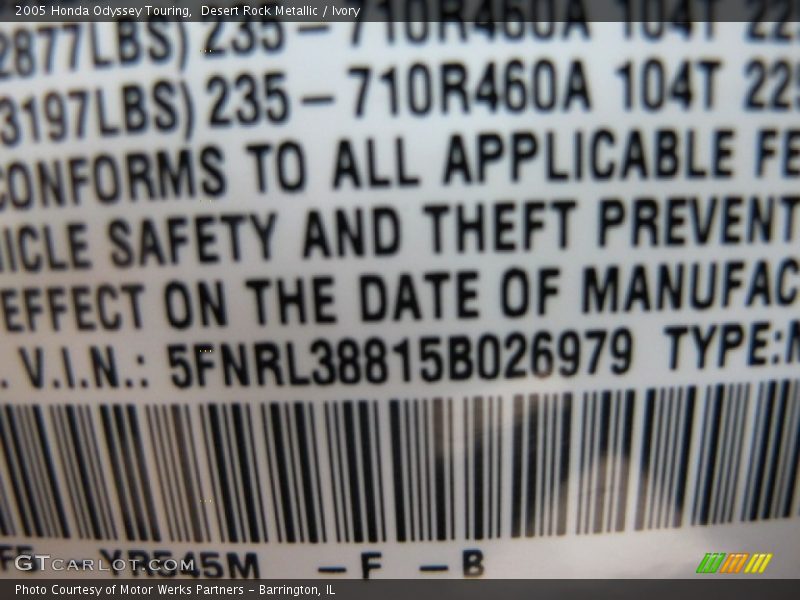 2005 Honda Odyssey Touring, Desert Rock Metallic / Ivory
2877LBS) 235 - 710R460A 104T 22
3197LBS) 235 - 710R460A 104T 225
CONFORMS TO ALL APPLICABLE FE
ICLE SAFETY AND THEFT PREVENT
EFFECT ON THE DATE OF MANUFAC
. V.I.N.: 5FNRL38815B026979 TYPE:
YR545M - F - B
GTCARLOT.COM
Photo Courtesy of Motor Werks Partners - Barrington, IL